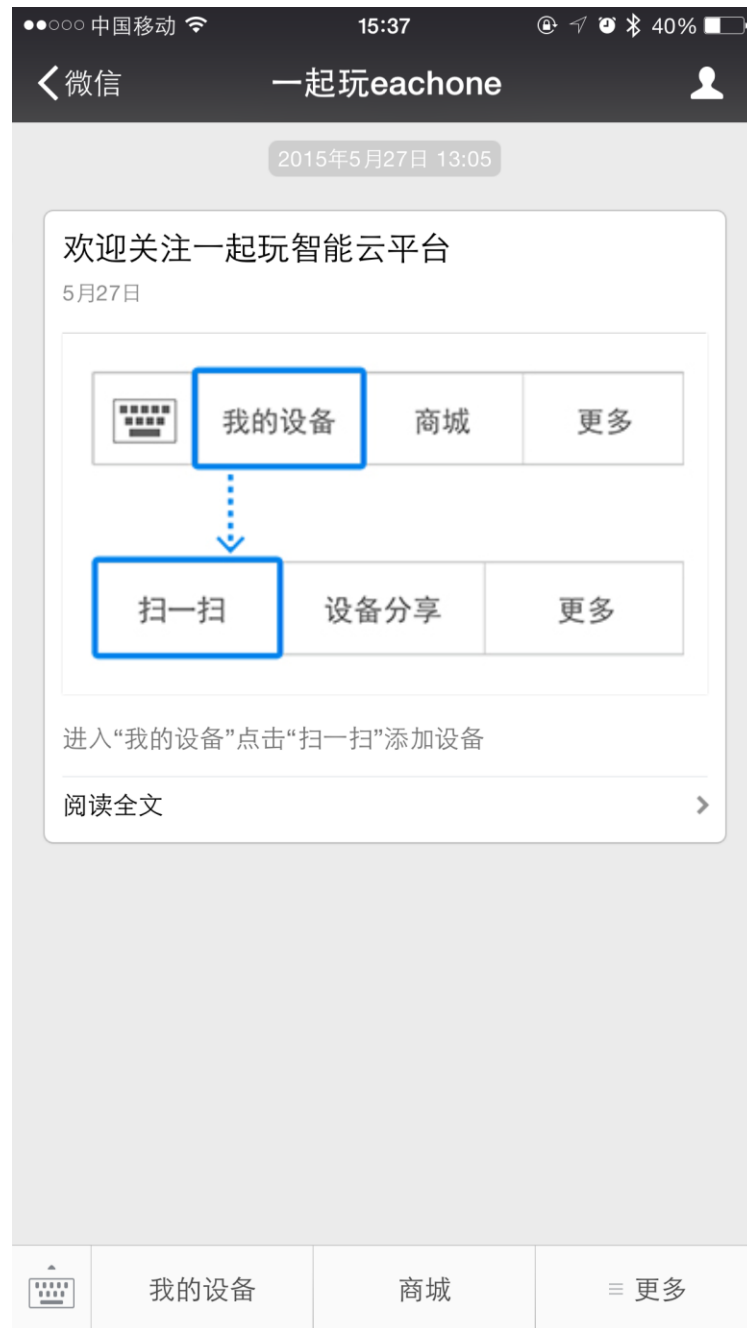 中国移动 15:37 40%
微信 一起玩eachone
2015年5月27日 13:05
欢迎关注一起玩智能云平台
5月27日
我的设备 商城 更多
扫一扫 设备分享 更多
进入“我的设备”点击“扫一扫”添加设备
阅读全文
我的设备 商城 更多